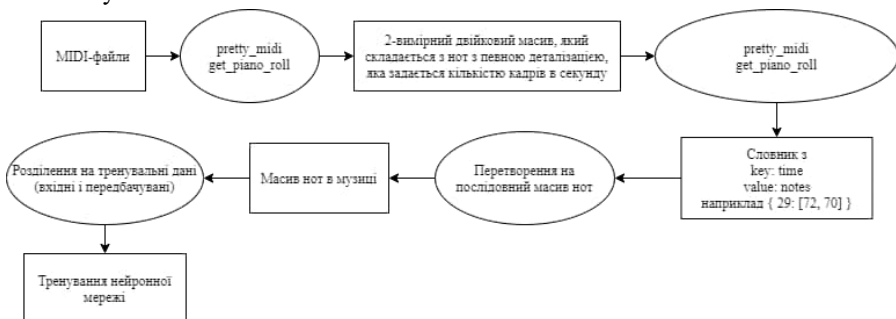 MIDI-файли
pretty_midi
get_piano_roll
2-вимірний двійковий масив, який
складається з нот з певною деталізацією,
яка задається кількістю кадрів в секунду
pretty_midi
get_piano_roll
Словник з
key: time
value: notes
наприклад { 29: [72, 70] }
Перетворення на
послідовний масив нот
Масив нот в музиці
Розділення на тренувальні дані
(вхідні і передбачувані)
Тренування нейронної
мережі